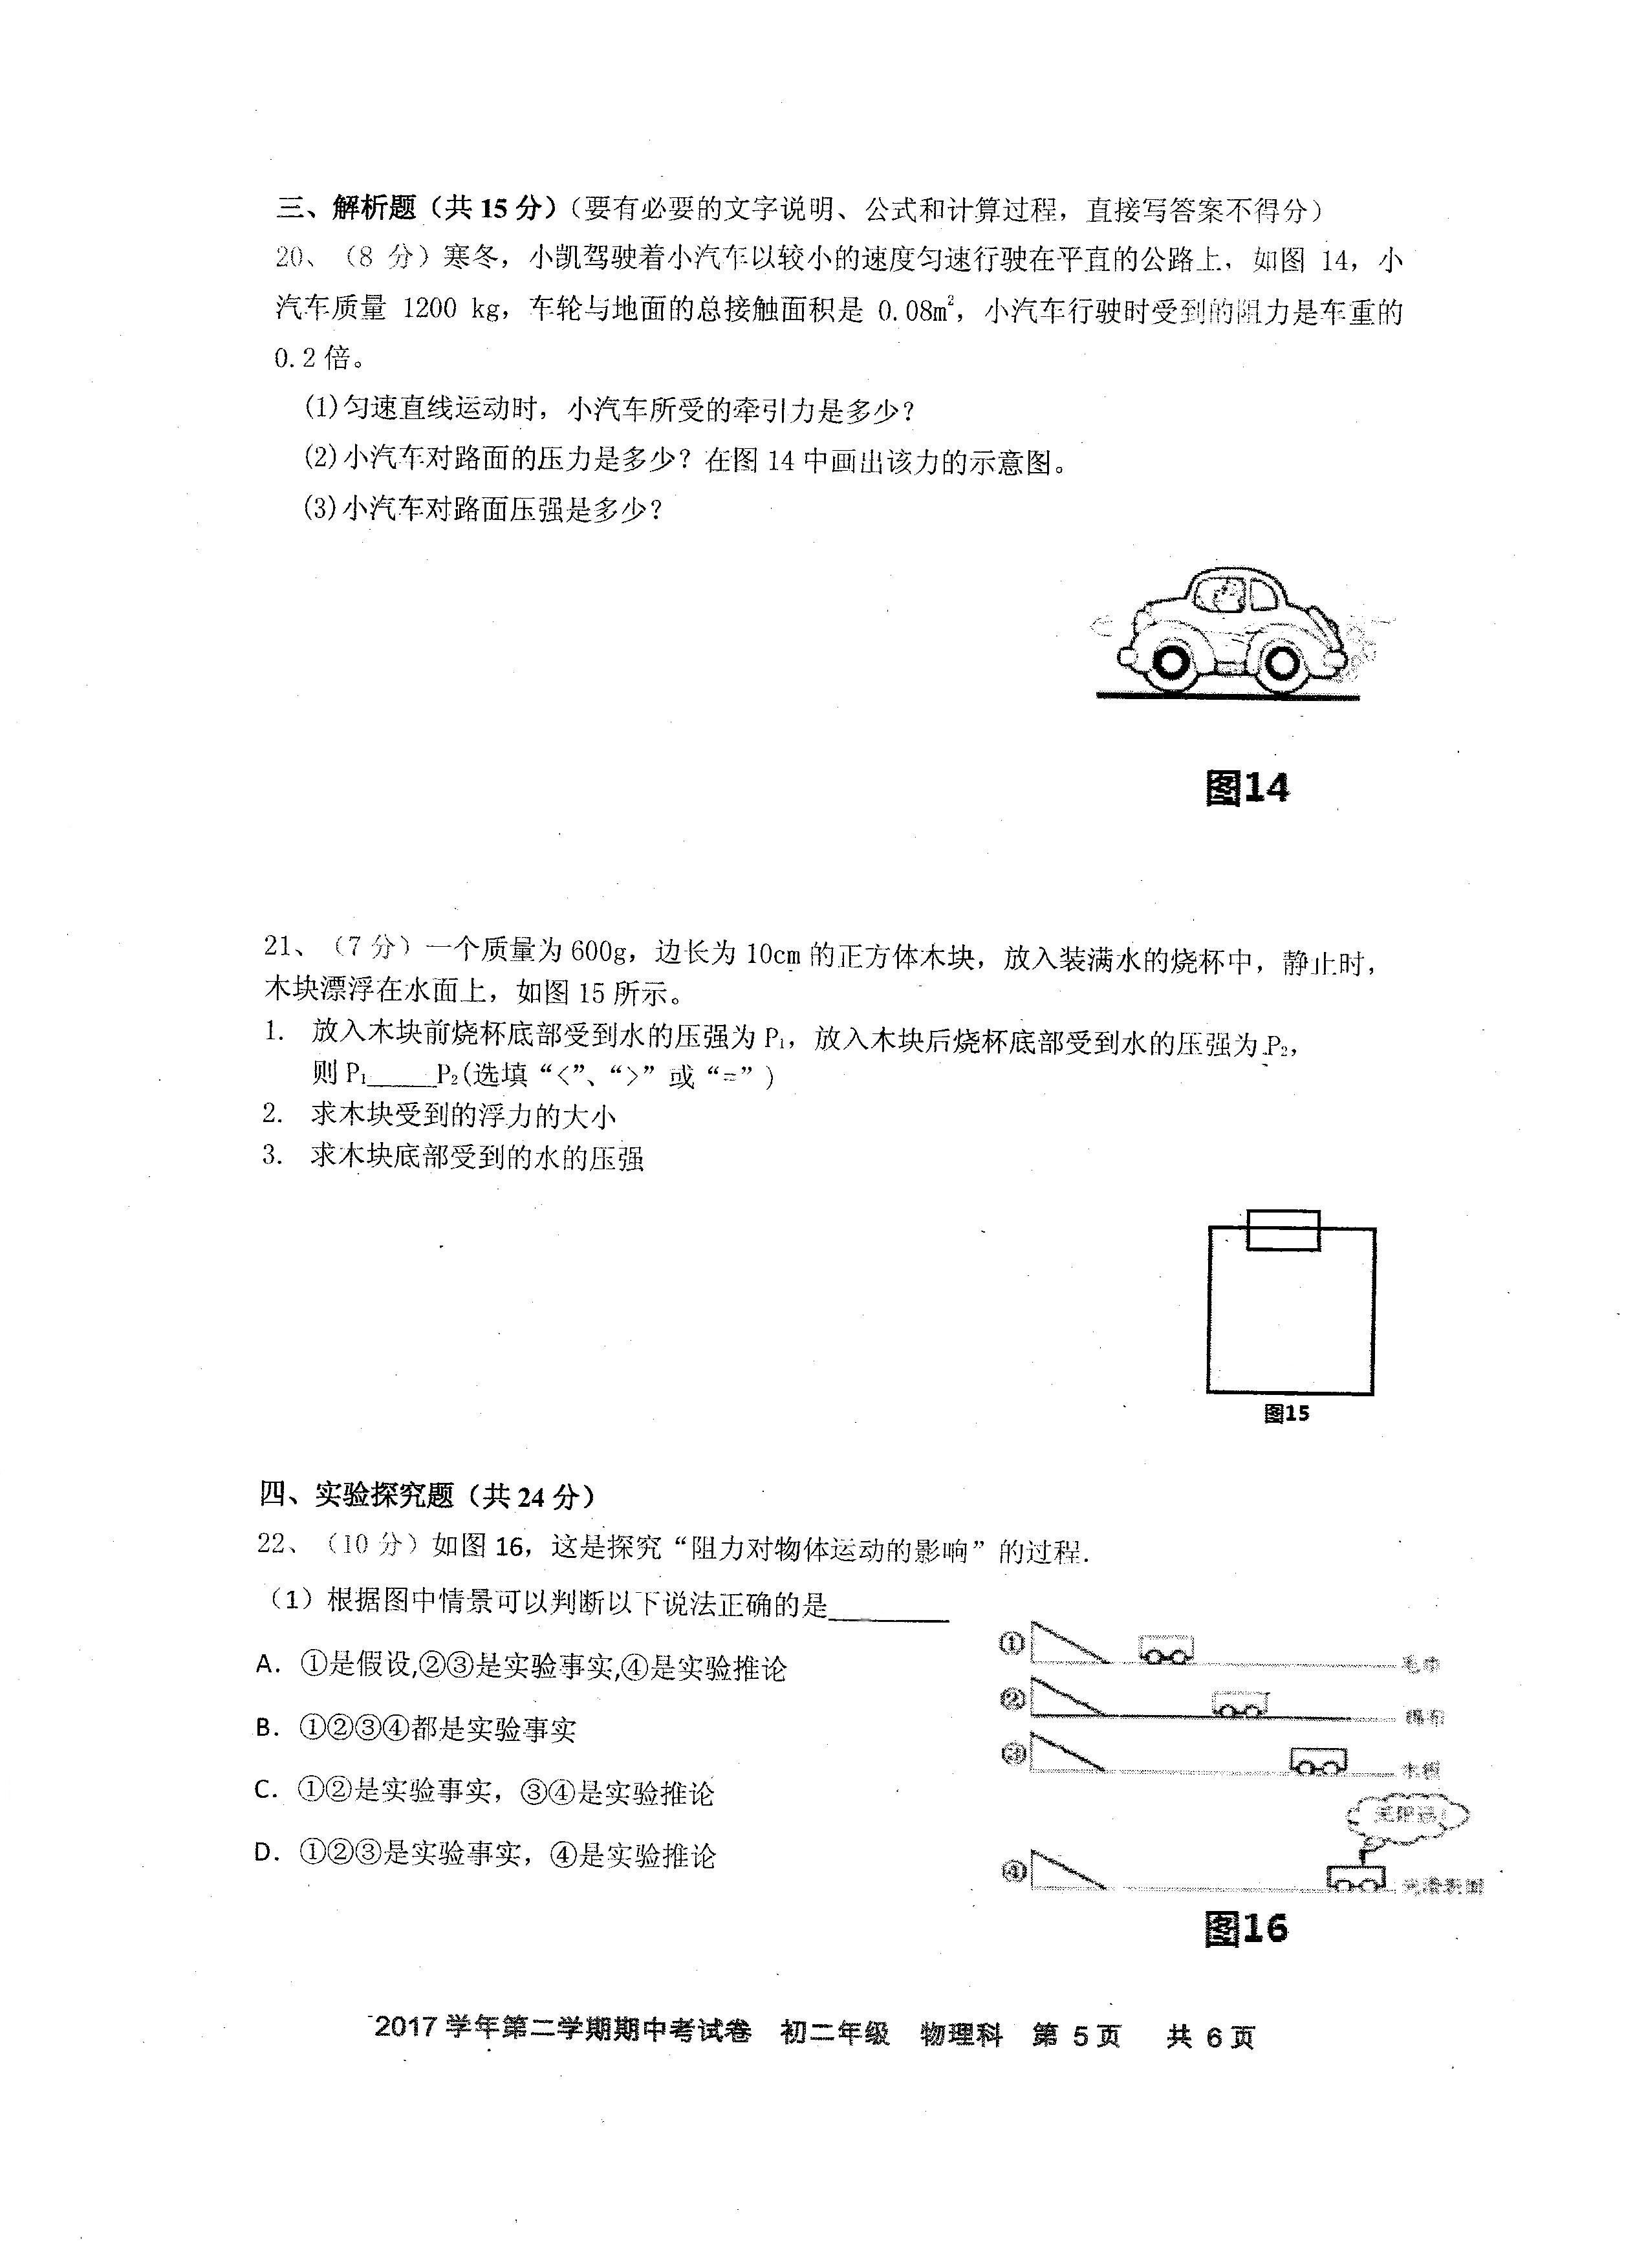 三、解析题（共 15 分）（要有必要的文字说明、公式和计算过程，直接写答案不得分）
20、（8 分）寒冬，小凯驾驶着小汽车以较小的速度匀速行驶在平直的公路上，如图 14，小
汽车质量 1200 kg，车轮与地面的总接触面积是 0.08m²，小汽车行驶时受到的阻力是车重的
0.2 倍。
(1)匀速直线运动时，小汽车所受的牵引力是多少？
(2)小汽车对路面的压力是多少？在图 14 中画出该力的示意图。
(3)小汽车对路面压强是多少？
图14
21、（7 分）一个质量为 600g，边长为 10cm 的正方体木块，放入装满水的烧杯中，静止时，
木块漂浮在水面上，如图 15 所示。
1. 放入木块前烧杯底部受到水的压强为 P₁，放入木块后烧杯底部受到水的压强为 P₂，
则 P₁____P₂(选填“<”、“>”或“=”)
2. 求木块受到的浮力的大小
3. 求木块底部受到的水的压强
图15
四、实验探究题（共 24 分）
22、（10 分）如图 16，这是探究“阻力对物体运动的影响”的过程.
（1）根据图中情景可以判断以下说法正确的是________
A. ①是假设,②③是实验事实,④是实验推论
B. ①②③④都是实验事实
C. ①②是实验事实，③④是实验推论
D. ①②③是实验事实，④是实验推论
① 毛巾
② 棉布
③ 木板
无限远！
④ 光滑表面
图16
2017 学年第二学期期中考试卷 初二年级 物理科 第 5 页 共 6 页